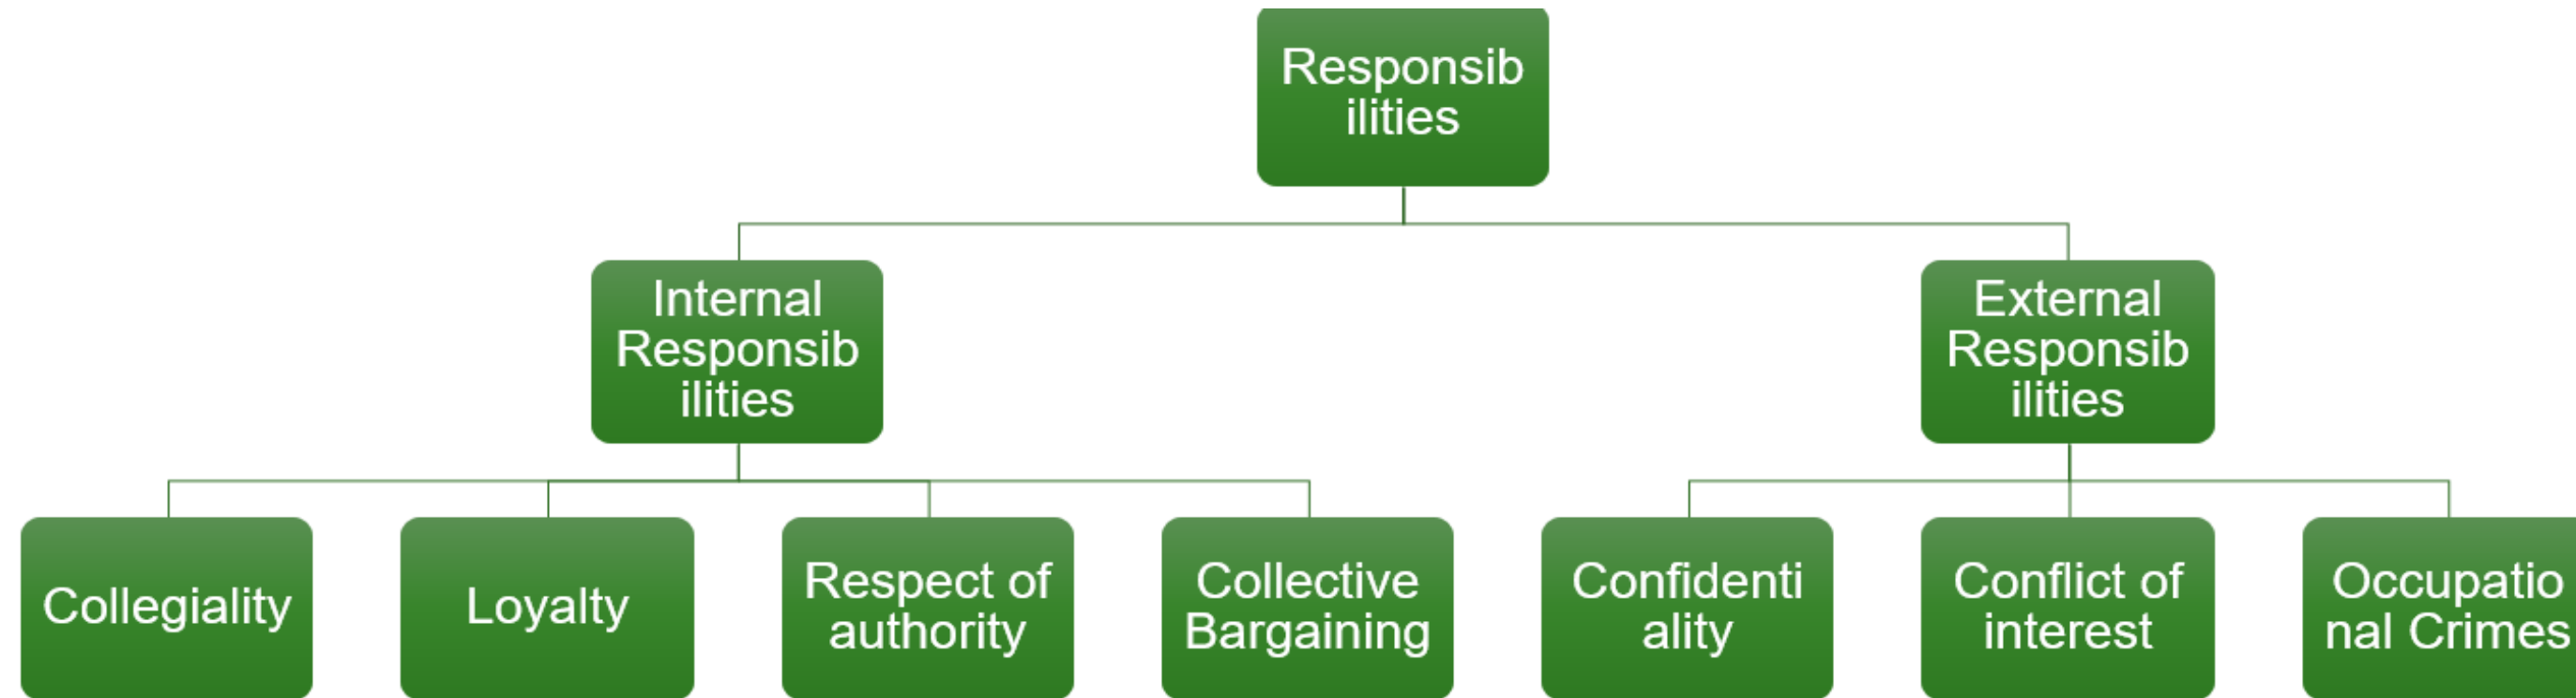 Responsib
ilities
Internal
Responsib
ilities
External
Responsib
ilities
Collegiality
Loyalty
Respect of
authority
Collective
Bargaining
Confidenti
ality
Conflict of
interest
Occupatio
nal Crimes